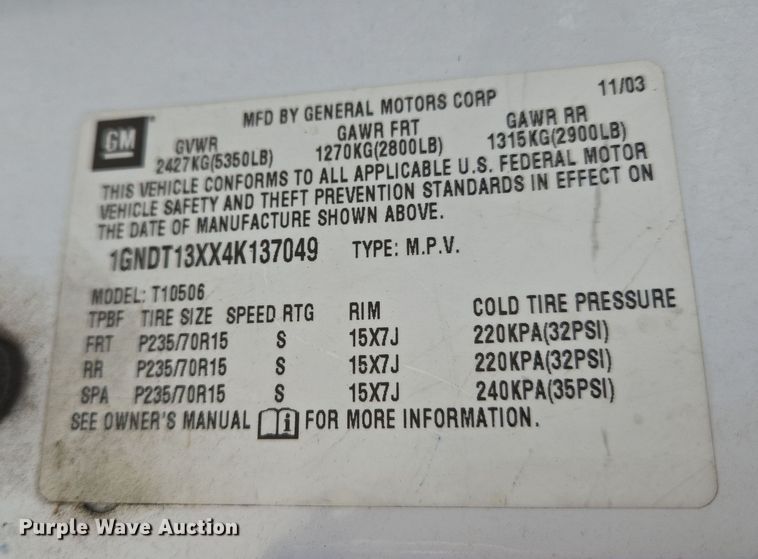 11/03
MFD BY GENERAL MOTORS CORP
GM
GVWR GAWR FRT GAWR RR
2427KG(5350LB) 1270KG(2800LB) 1315KG(2900LB)
THIS VEHICLE CONFORMS TO ALL APPLICABLE U.S. FEDERAL MOTOR
VEHICLE SAFETY AND THEFT PREVENTION STANDARDS IN EFFECT ON
THE DATE OF MANUFACTURE SHOWN ABOVE.
1GNDT13XX4K137049 TYPE: M.P.V.
MODEL: T10506
TPBF TIRE SIZE SPEED RTG RIM COLD TIRE PRESSURE
FRT P235/70R15 S 15X7J 220KPA(32PSI)
RR P235/70R15 S 15X7J 220KPA(32PSI)
SPA P235/70R15 S 15X7J 240KPA(35PSI)
SEE OWNER'S MANUAL i FOR MORE INFORMATION.
Purple Wave Auction